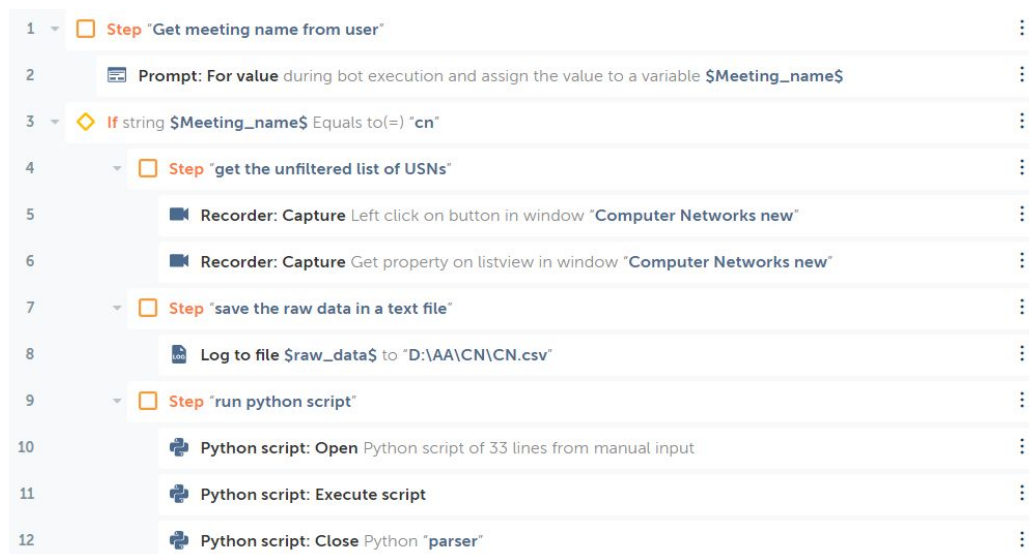 1 Step "Get meeting name from user"
2 Prompt: For value during bot execution and assign the value to a variable $Meeting_name$
3 If string $Meeting_name$ Equals to(=) "cn"
4 Step "get the unfiltered list of USNs"
5 Recorder: Capture Left click on button in window "Computer Networks new"
6 Recorder: Capture Get property on listview in window "Computer Networks new"
7 Step "save the raw data in a text file"
8 LOG Log to file $raw_data$ to "D:\AA\CN\CN.csv"
9 Step "run python script"
10 Python script: Open Python script of 33 lines from manual input
11 Python script: Execute script
12 Python script: Close Python "parser"